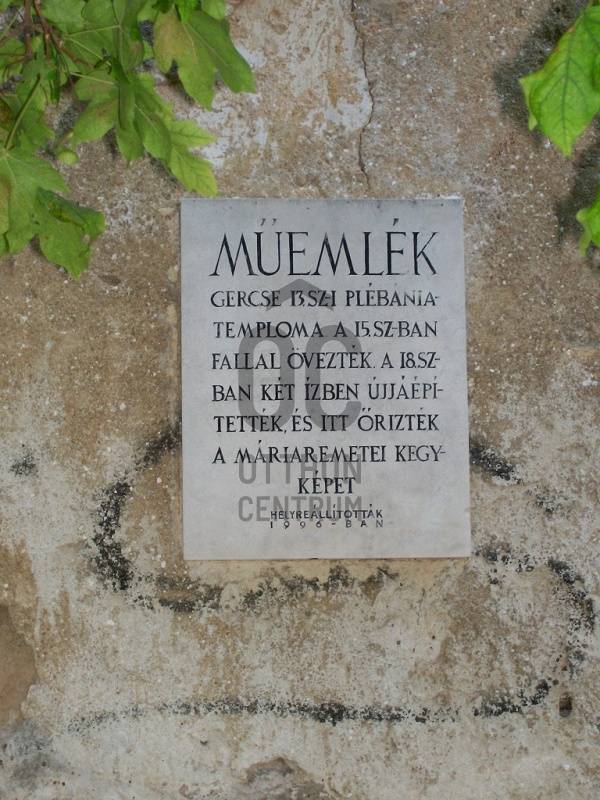 MŰEMLÉK
GERCSE 13.SZ-I PLÉBÁNIA-
TEMPLOMA A 15.SZ-BAN
FALLAL ÖVEZTÉK. A 18.SZ-
BAN KÉT ÍZBEN ÚJJÁÉPÍ-
TETTÉK, ÉS ITT ŐRIZTÉK
A MÁRIAREMETEI KEGY-
KÉPET
HELYREÁLLÍTOTTÁK
1996-BAN
ÔC
OTTHON
CENTRUM